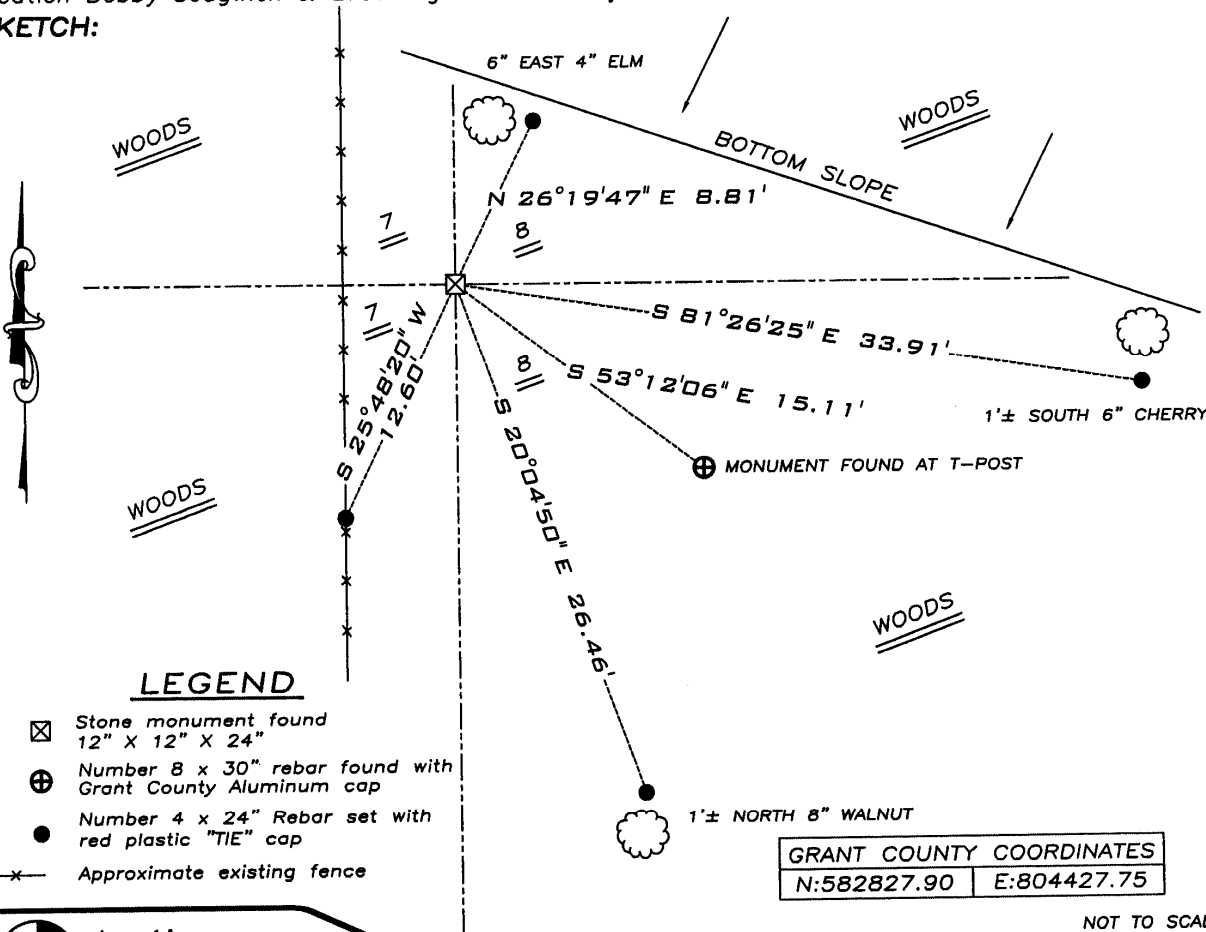 SKETCH:
6" EAST 4" ELM
WOODS
WOODS
BOTTOM SLOPE
N 26°19'47" E 8.81'
7
8
7
8
S 81°26'25" E 33.91'
S 25°48'20" W
12.60'
S 53°12'06" E 15.11'
1'± SOUTH 6" CHERRY
S 20°04'50" E 26.46'
MONUMENT FOUND AT T-POST
WOODS
WOODS
LEGEND
Stone monument found
12" X 12" X 24"
Number 8 x 30" rebar found with
Grant County Aluminum cap
Number 4 x 24" Rebar set with
red plastic "TIE" cap
Approximate existing fence
1'± NORTH 8" WALNUT
GRANT COUNTY COORDINATES
N:582827.90 E:804427.75
NOT TO SCAL